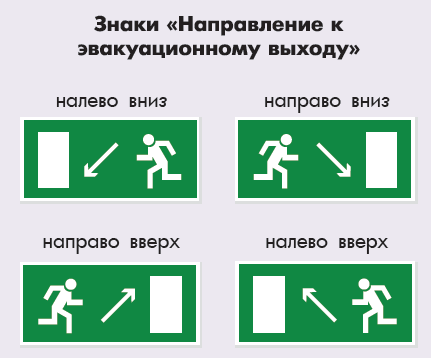 Знаки «Направление к
эвакуационному выходу»
налево вниз
направо вниз
направо вверх
налево вверх